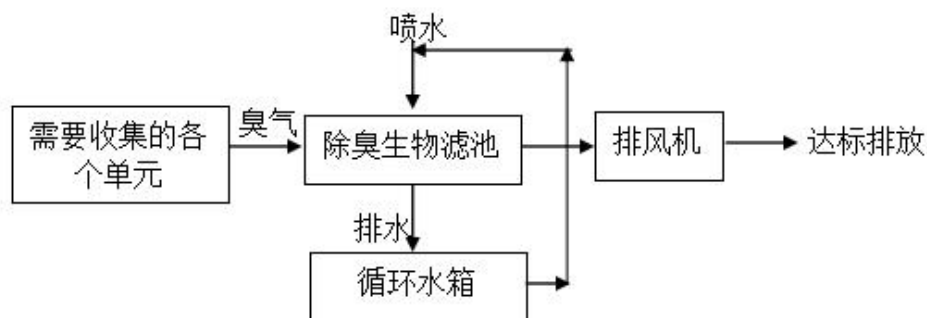 喷水
需要收集的各
个单元
臭气
除臭生物滤池
排风机
达标排放
排水
循环水箱